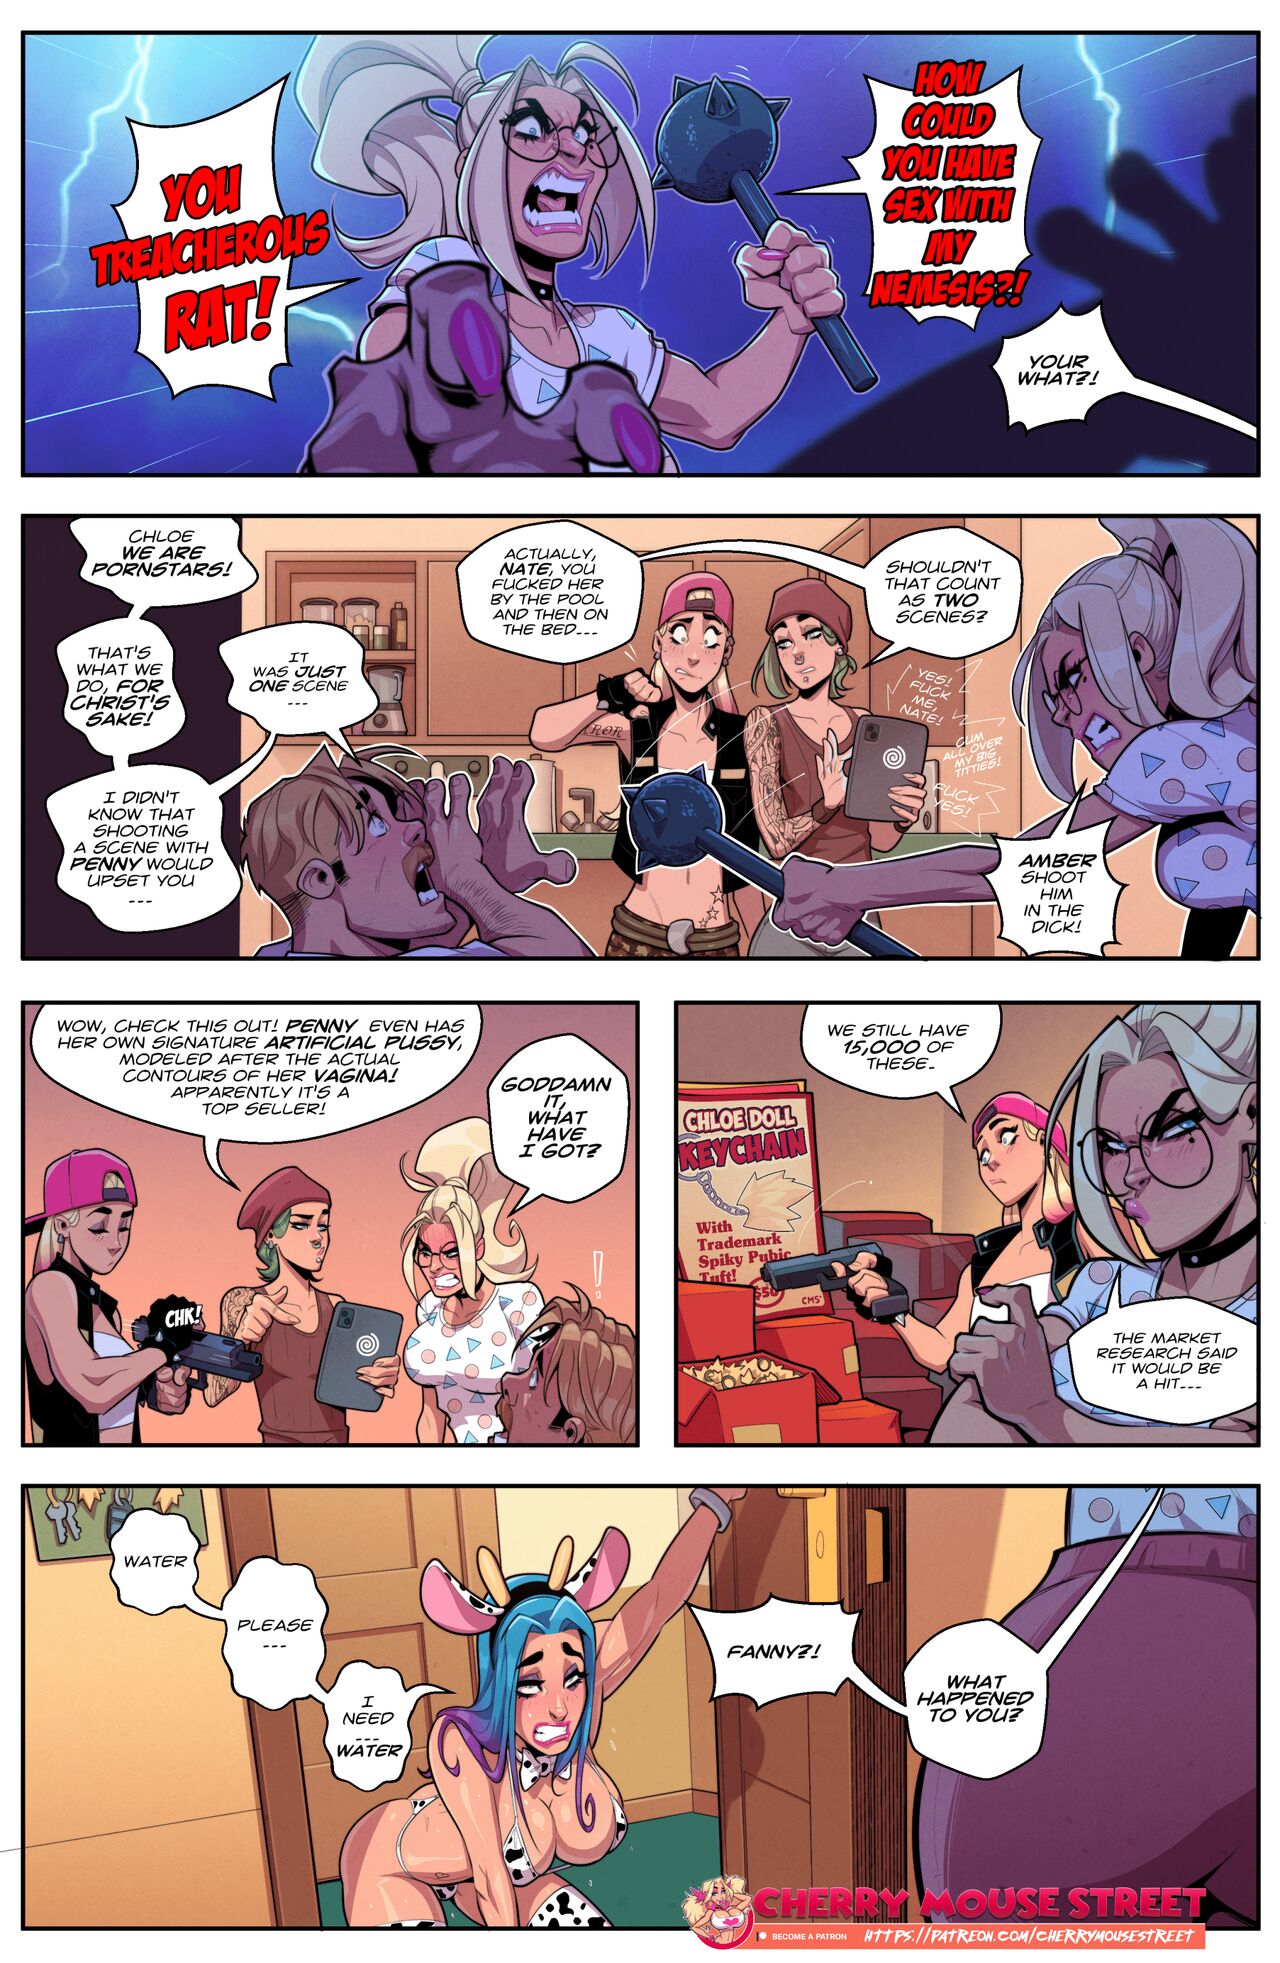 YOU
TREACHEROUS
RAT!
HOW
COULD
YOU HAVE
SEX WITH
MY
NEMESIS?!
YOUR
WHAT?!
CHLOE
WE ARE
PORNSTARS!
THAT'S
WHAT WE
DO, FOR
CHRIST'S
SAKE!
IT
WAS JUST
ONE SCENE
---
I DIDN'T
KNOW THAT
SHOOTING
A SCENE WITH
PENNY WOULD
UPSET YOU
---
ACTUALLY,
NATE, YOU
FUCKED HER
BY THE POOL
AND THEN ON
THE BED---
SHOULDN'T
THAT COUNT
AS TWO
SCENES?
YES!
FUCK
ME,
NATE!
CUM
ALL OVER
MY BIG
TITTIES!
FUCK
YES!
AMBER
SHOOT
HIM
IN THE
DICK!
WOW, CHECK THIS OUT! PENNY EVEN HAS
HER OWN SIGNATURE ARTIFICIAL PUSSY,
MODELED AFTER THE ACTUAL
CONTOURS OF HER VAGINA!
APPARENTLY IT'S A
TOP SELLER!
GODDAMN
IT,
WHAT
HAVE
I GOT?
CHK!
!
WE STILL HAVE
15,000 OF
THESE-
CHLOE DOLL
KEYCHAIN
With
Trademark
Spiky Pubic
Tuft!
$50
CMS
THE MARKET
RESEARCH SAID
IT WOULD BE
A HIT---
WATER
PLEASE
---
I
NEED
---
WATER
FANNY?!
WHAT
HAPPENED
TO YOU?
CHERRY MOUSE STREET
BECOME A PATRON HTTPS://PATREON.COM/CHERRYMOUSESTREET